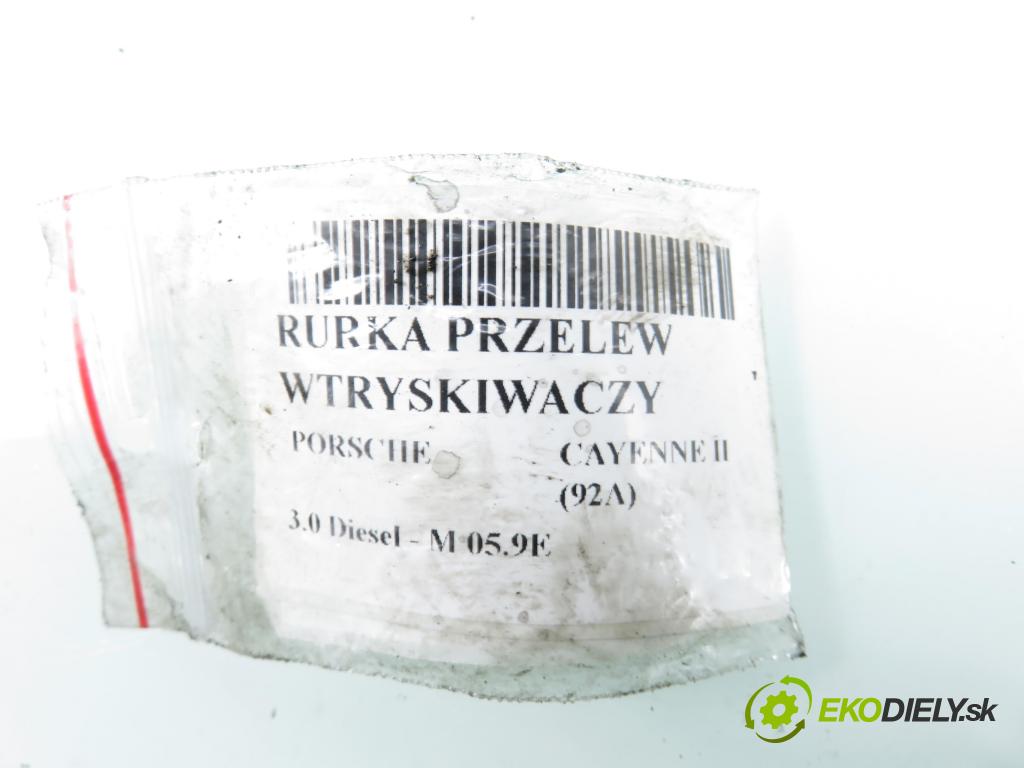 RURKA PRZELEW
WTRYSKIWACZY
PORSCHE CAYENNE II
(92A)
3.0 Diesel - M 05.9E
EKODIELY.sk